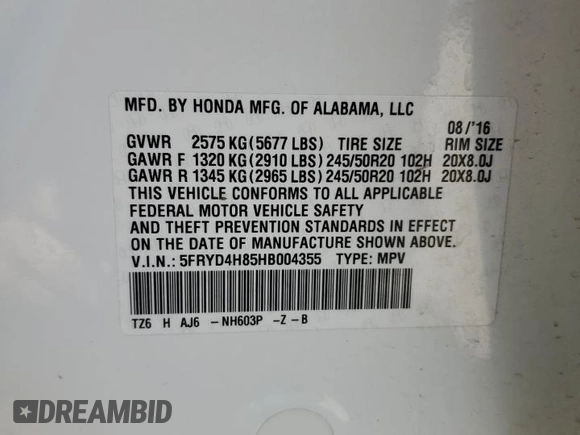 MFD. BY HONDA MFG. OF ALABAMA, LLC
08/'16
GVWR 2575 KG (5677 LBS) TIRE SIZE RIM SIZE
GAWR F 1320 KG (2910 LBS) 245/50R20 102H 20X8.0J
GAWR R 1345 KG (2965 LBS) 245/50R20 102H 20X8.0J
THIS VEHICLE CONFORMS TO ALL APPLICABLE
FEDERAL MOTOR VEHICLE SAFETY
AND THEFT PREVENTION STANDARDS IN EFFECT
ON THE DATE OF MANUFACTURE SHOWN ABOVE.
V.I.N.: 5FRYD4H85HB004355 TYPE: MPV
TZ6 H AJ6 -NH603P -Z-B
DREAMBID